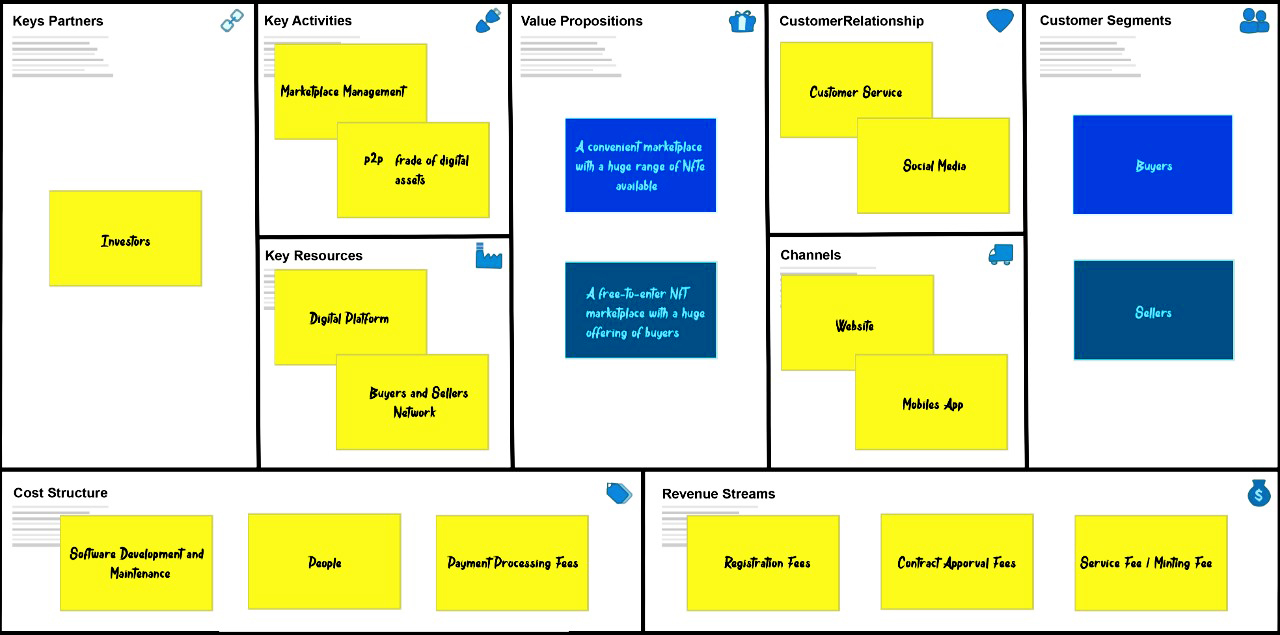 Keys Partners
Investors
Key Activities
Marketplace Management
p2p frade of digital
assets
Key Resources
Digital Platform
Buyers and Sellers
Network
Value Propositions
A convenient marketplace
with a huge range of NfTe
available
A free-to-enter NfT
marketplace with a huge
offering of buyers
CustomerRelationship
Customer Service
Social Media
Channels
Website
Mobiles App
Customer Segments
Buyers
Sellers
Cost Structure
Software Development and
Maintenance
People
Payment Processing Fees
Revenue Streams
$
Registration Fees
Contract Apporval Fees
Service Fee / Minting Fee